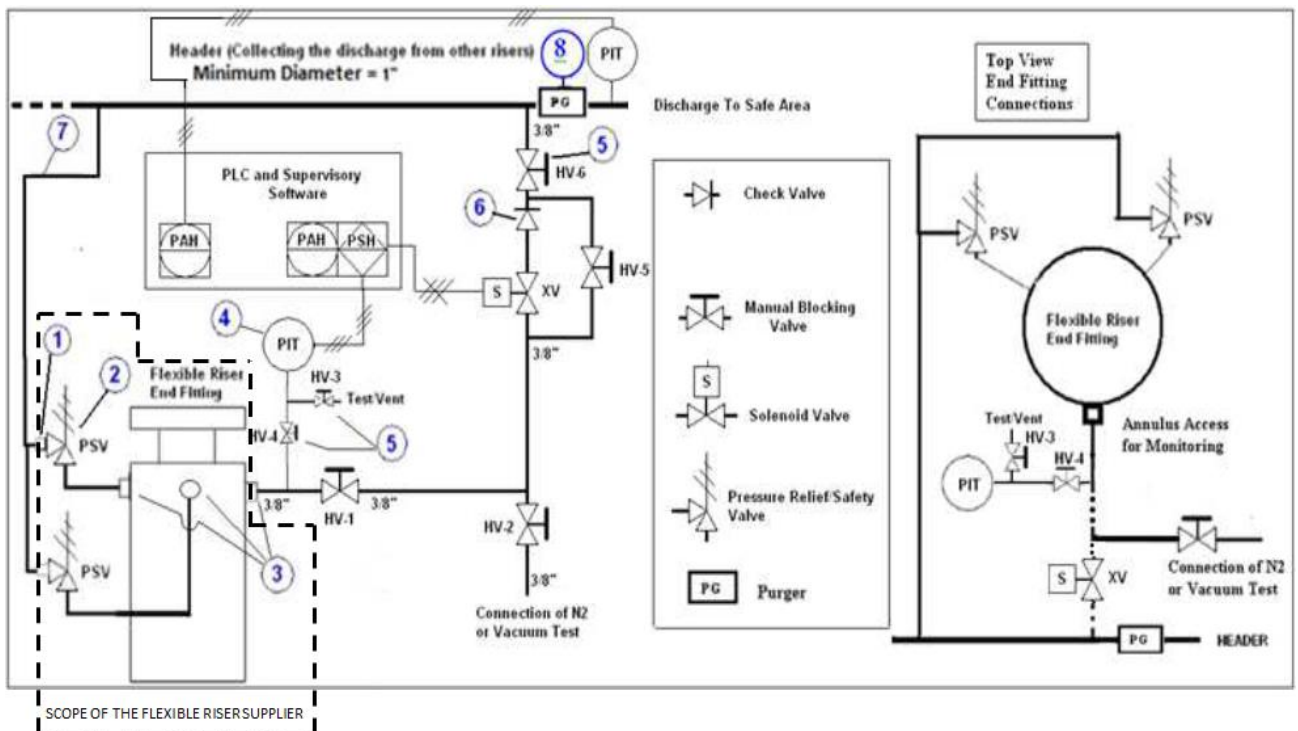 Header (Collecting the discharge from other risers)
Minimum Diameter = 1"
8
PIT
PG
Discharge To Safe Area
3/8"
7
5
HV-6
PLC and Supervisory
Software
6
PAH
PAH
PSH
S
XV
HV-5
4
PIT
3/8"
1
2
Flexible Riser
End Fitting
HV-3
Test/Vent
PSV
HV-4
5
3/8"
3/8"
HV-1
HV-2
PSV
3
3/8"
Connection of N2
or Vacuum Test
SCOPE OF THE FLEXIBLE RISER SUPPLIER
Check Valve
Manual Blocking
Valve
S
Solenoid Valve
Pressure Relief/Safety
Valve
PG
Purger
Top View
End Fitting
Connections
PSV
PSV
Flexible Riser
End Fitting
Test/Vent
HV-3
HV-4
PIT
Annulus Access
for Monitoring
Connection of N2
or Vacuum Test
S
XV
PG
HEADER